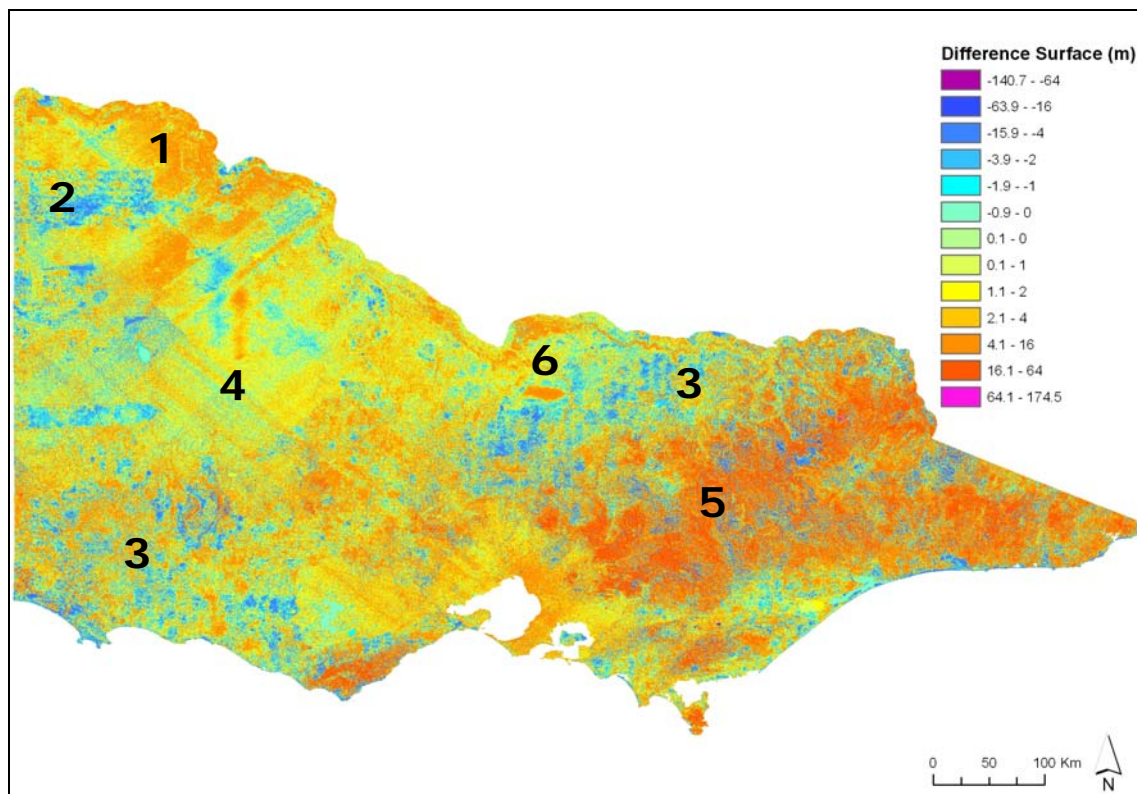 Difference Surface (m)
-140.7 - -64
-63.9 - -16
-15.9 - -4
-3.9 - -2
-1.9 - -1
-0.9 - 0
0.1 - 0
0.1 - 1
1.1 - 2
2.1 - 4
4.1 - 16
16.1 - 64
64.1 - 174.5
1
2
6
3
4
5
3
0 50 100 Km
N